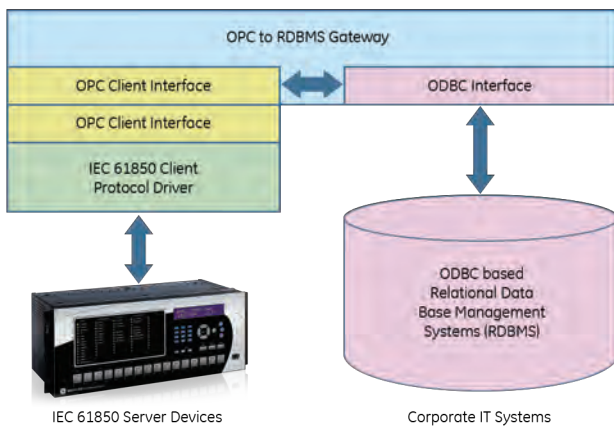 OPC to RDBMS Gateway
OPC Client Interface
ODBC Interface
OPC Client Interface
IEC 61850 Client
Protocol Driver
ODBC based
Relational Data
Base Management
Systems (RDBMS)
IEC 61850 Server Devices
Corporate IT Systems